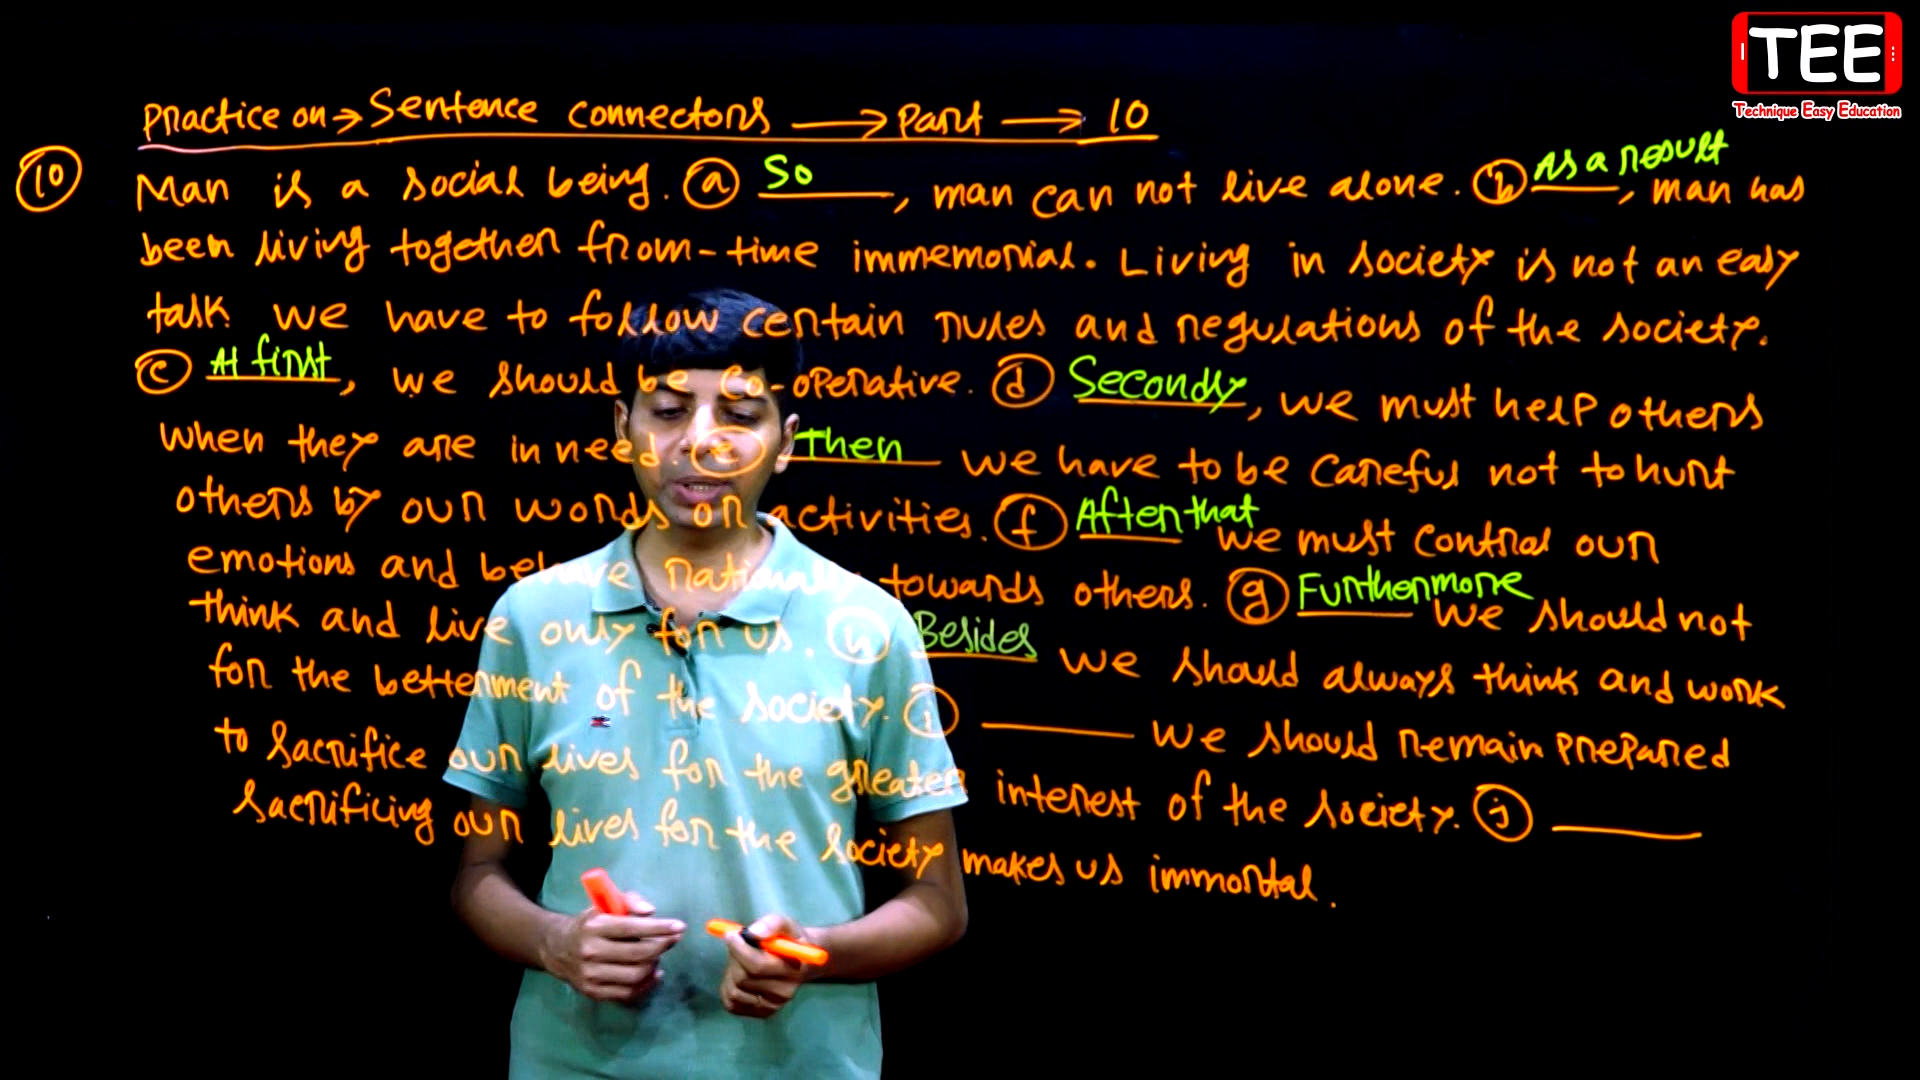 TEE
Technique Easy Education
Practice on → Sentence connectors → Part → 10
10 Man is a social being. (a) So, man can not live alone. (b) As a result, man has
been living together from-time immemorial. Living in society is not an easy
task. We have to follow certain rules and regulations of the society.
(c) At first, we should be co-operative. (d) Secondly, we must help others
when they are in need. (e) Then we have to be careful not to hurt
others by our words or activities. (f) After that we must control our
emotions and behave rationally towards others. (g) Furthermore we should not
think and live only for us. (h) Besides we should always think and work
for the betterment of the society. (i) ____ we should remain prepared
to sacrifice our lives for the greater interest of the society. (j) ____
sacrificing our lives for the society makes us immortal.